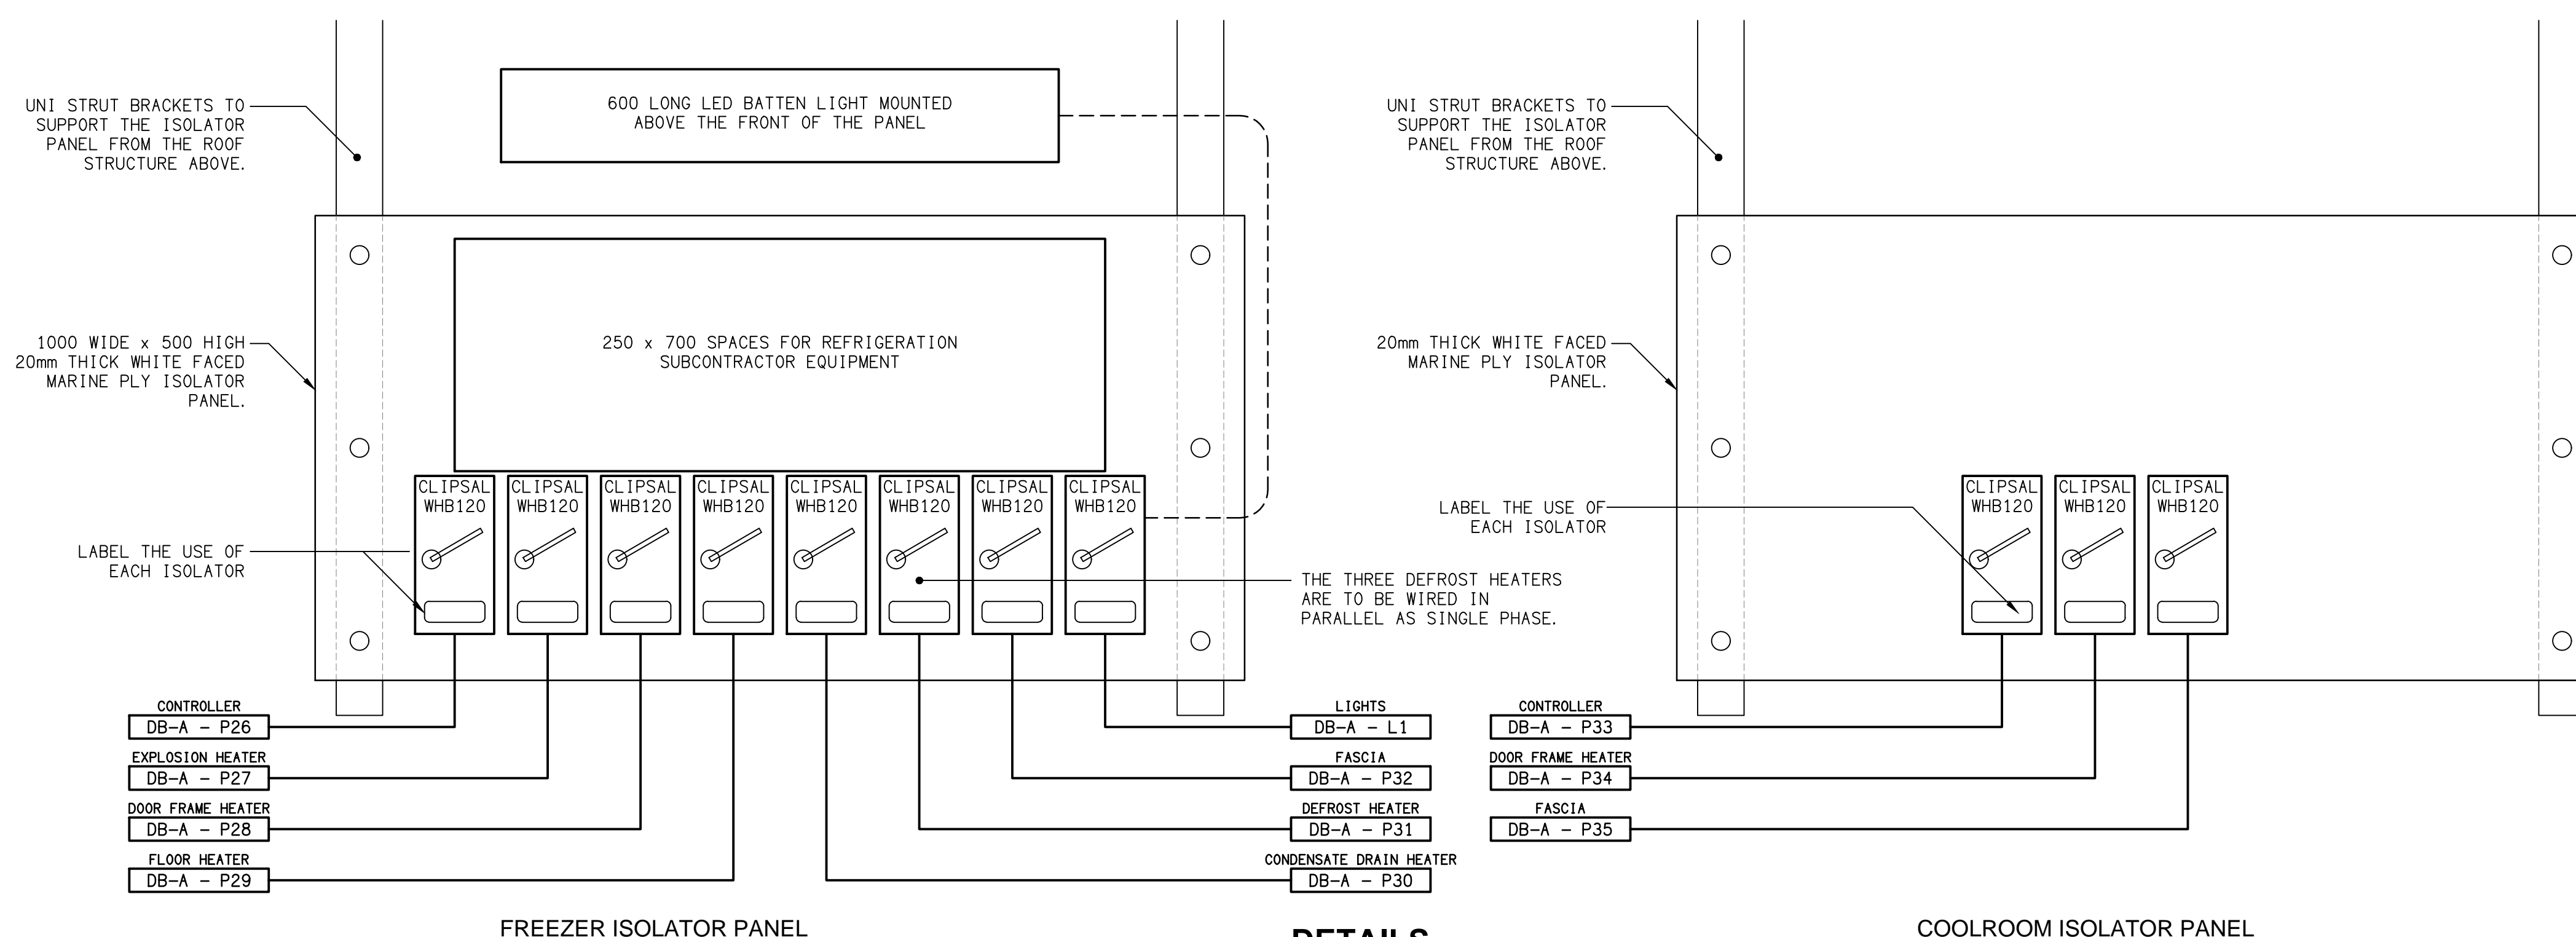 UNI STRUT BRACKETS TO
SUPPORT THE ISOLATOR
PANEL FROM THE ROOF
STRUCTURE ABOVE.
600 LONG LED BATTEN LIGHT MOUNTED
ABOVE THE FRONT OF THE PANEL
1000 WIDE x 500 HIGH
20mm THICK WHITE FACED
MARINE PLY ISOLATOR
PANEL.
250 x 700 SPACES FOR REFRIGERATION
SUBCONTRACTOR EQUIPMENT
CLIPSAL
WHB120
CLIPSAL
WHB120
CLIPSAL
WHB120
CLIPSAL
WHB120
CLIPSAL
WHB120
CLIPSAL
WHB120
CLIPSAL
WHB120
CLIPSAL
WHB120
LABEL THE USE OF
EACH ISOLATOR
THE THREE DEFROST HEATERS
ARE TO BE WIRED IN
PARALLEL AS SINGLE PHASE.
CONTROLLER
DB-A - P26
EXPLOSION HEATER
DB-A - P27
DOOR FRAME HEATER
DB-A - P28
FLOOR HEATER
DB-A - P29
LIGHTS
DB-A - L1
FASCIA
DB-A - P32
DEFROST HEATER
DB-A - P31
CONDENSATE DRAIN HEATER
DB-A - P30
FREEZER ISOLATOR PANEL
DETAILS
UNI STRUT BRACKETS TO
SUPPORT THE ISOLATOR
PANEL FROM THE ROOF
STRUCTURE ABOVE.
20mm THICK WHITE FACED
MARINE PLY ISOLATOR
PANEL.
LABEL THE USE OF
EACH ISOLATOR
CLIPSAL
WHB120
CLIPSAL
WHB120
CLIPSAL
WHB120
CONTROLLER
DB-A - P33
DOOR FRAME HEATER
DB-A - P34
FASCIA
DB-A - P35
COOLROOM ISOLATOR PANEL